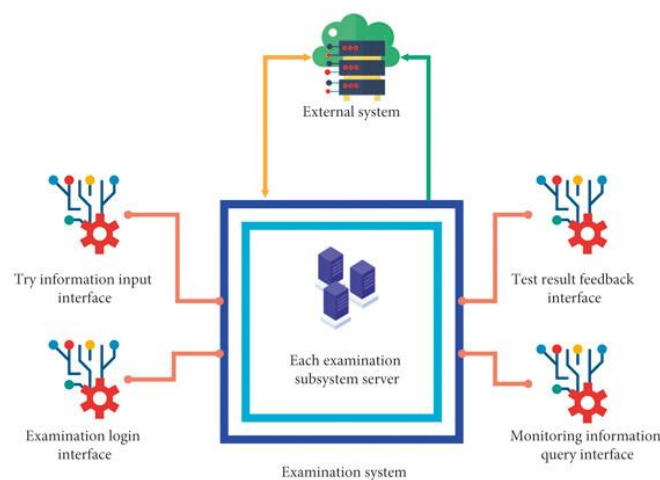 External system
Try information input
interface
Test result feedback
interface
Each examination
subsystem server
Examination login
interface
Monitoring information
query interface
Examination system